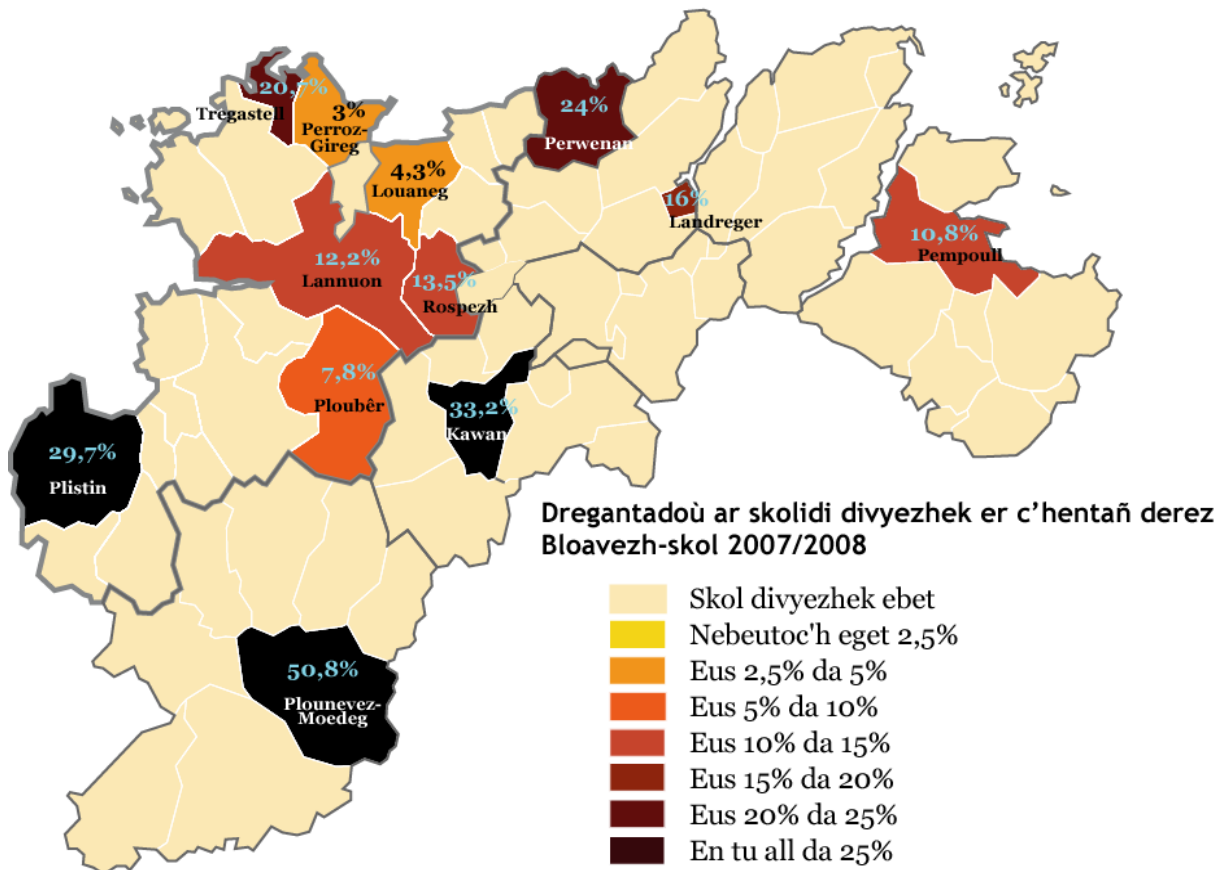 20,7%
Tregastell
3%
Perroz-
Gireg
24%
Perwenan
4,3%
Louaneg
16%
Landreger
10,8%
Pempoull
12,2%
Lannuon
13,5%
Rospezh
7,8%
Ploubêr
33,2%
Kawan
29,7%
Plistin
50,8%
Plounevez-
Moedeg
Dregantadoù ar skolidi divyezhek er c’hentañ derez
Bloavezh-skol 2007/2008
Skol divyezhek ebet
Nebeutoc'h eget 2,5%
Eus 2,5% da 5%
Eus 5% da 10%
Eus 10% da 15%
Eus 15% da 20%
Eus 20% da 25%
En tu all da 25%